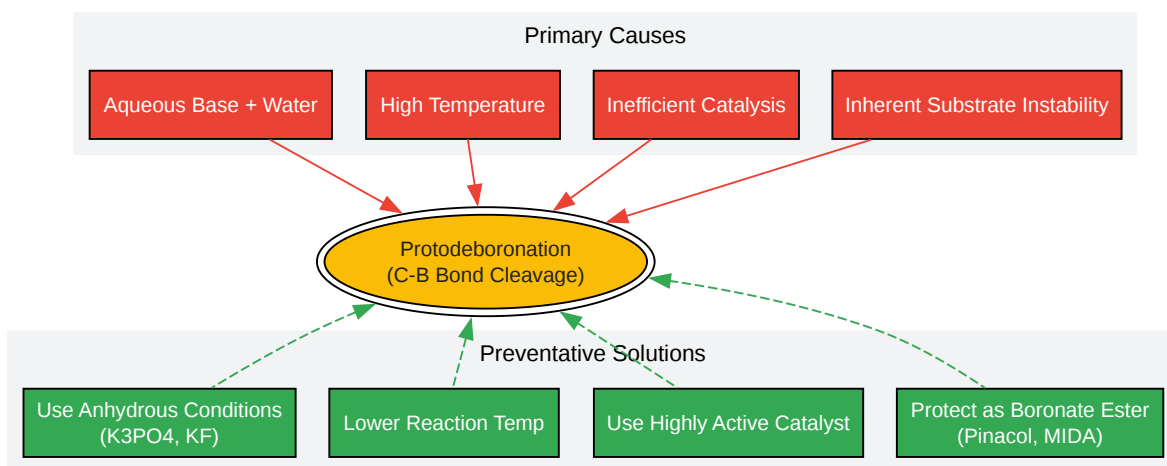 Primary Causes
Aqueous Base + Water
High Temperature
Inefficient Catalysis
Inherent Substrate Instability
Protodeboronation
(C-B Bond Cleavage)
Preventative Solutions
Use Anhydrous Conditions
(K3PO4, KF)
Lower Reaction Temp
Use Highly Active Catalyst
Protect as Boronate Ester
(Pinacol, MIDA)